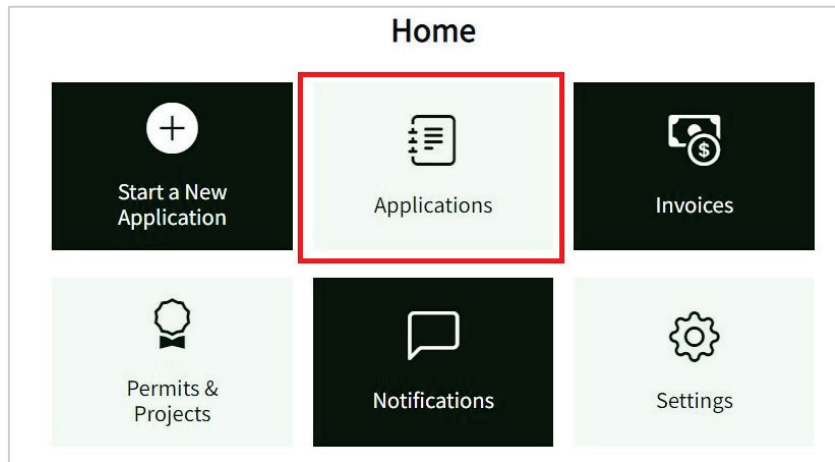 Home
Start a New
Application
Applications
Invoices
Permits &
Projects
Notifications
Settings